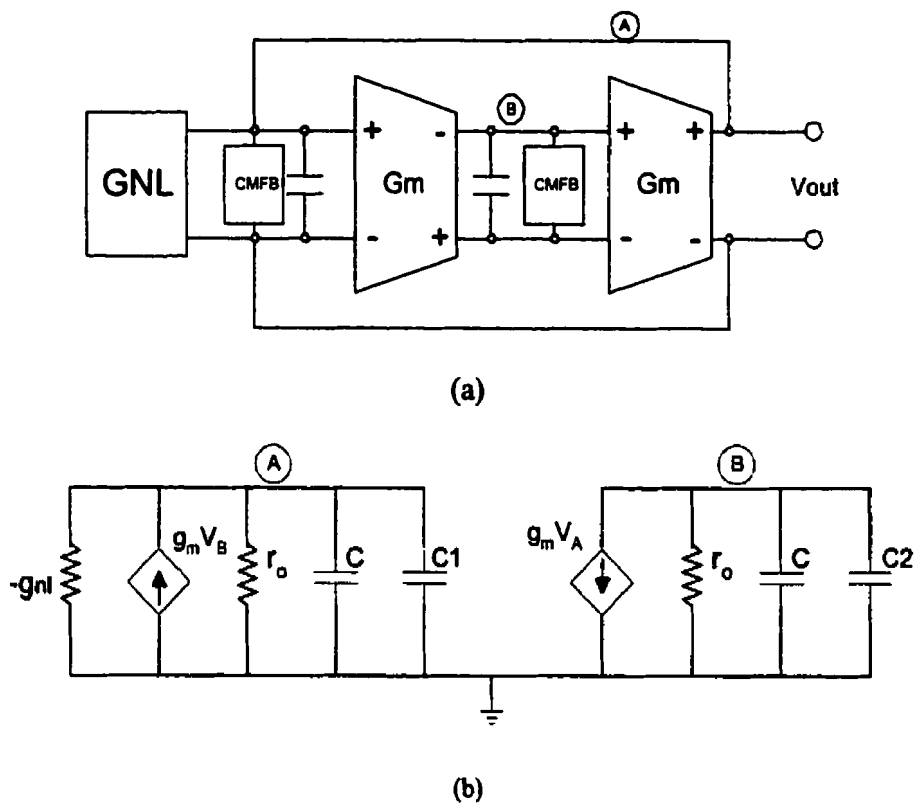 A
B
+ - + +
GNL CMFB Gm CMFB Gm Vout
- + - -
(a)
A B
-gnl gmVB ro C C1 gmVA ro C C2
(b)